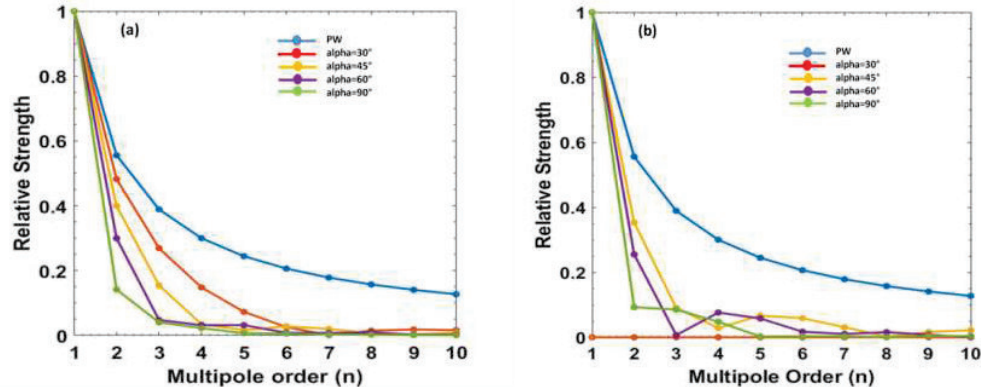 (a)
PW
alpha=30°
alpha=45°
alpha=60°
alpha=90°
Relative Strength
1
0.8
0.6
0.4
0.2
0
1 2 3 4 5 6 7 8 9 10
Multipole order (n)
(b)
PW
alpha=30°
alpha=45°
alpha=60°
alpha=90°
Relative Strength
1
0.8
0.6
0.4
0.2
0
1 2 3 4 5 6 7 8 9 10
Multipole Order (n)